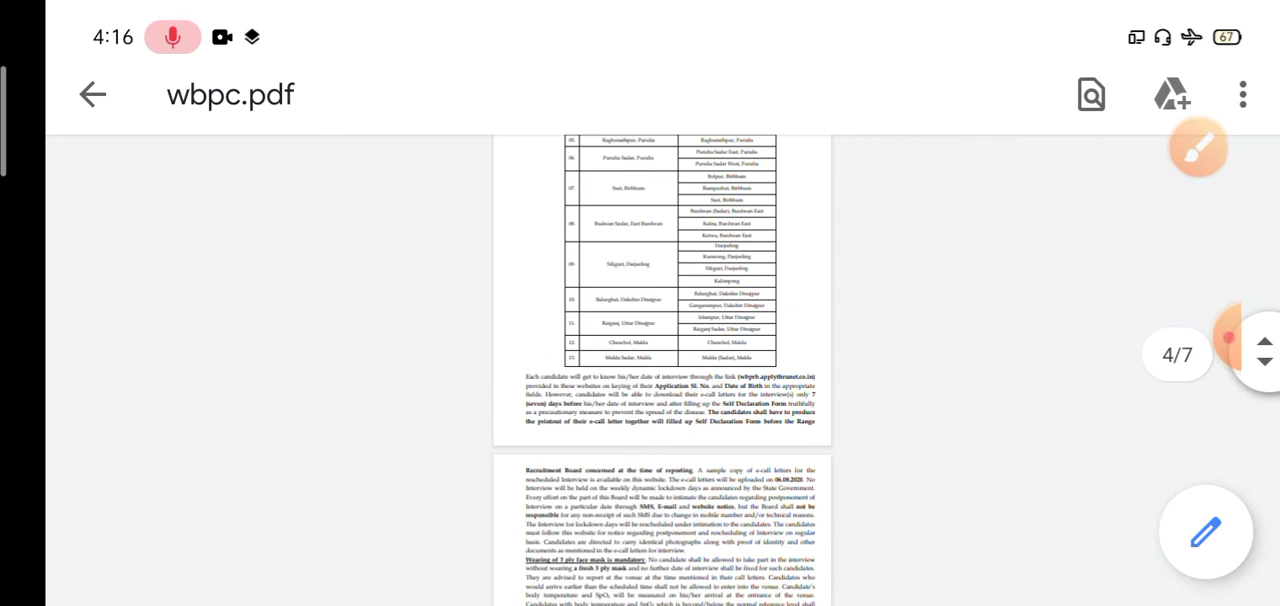 4:16
67
wbpc.pdf
05. Raghunathpur, Purulia Raghunathpur, Purulia
06. Purulia Sadar, Purulia Purulia Sadar East, Purulia
Purulia Sadar West, Purulia
07. Suri, Birbhum Bolpur, Birbhum
Rampurhat, Birbhum
Suri, Birbhum
08. Burdwan Sadar, East Burdwan Burdwan (Sadar), Burdwan East
Kalna, Burdwan East
Katwa, Burdwan East
09. Siliguri, Darjeeling Darjeeling
Kurseong, Darjeeling
Siliguri, Darjeeling
Kalimpong
10. Balurghat, Dakshin Dinajpur Balurghat, Dakshin Dinajpur
Gangarampur, Dakshin Dinajpur
11. Raiganj, Uttar Dinajpur Islampur, Uttar Dinajpur
Raiganj Sadar, Uttar Dinajpur
12. Chanchol, Malda Chanchol, Malda
13. Malda Sadar, Malda Malda (Sadar), Malda
4/7
Each candidate will get to know his/her date of interview through the link (wbprb.applythrunet.co.in)
provided in these websites on keying of their Application Sl. No. and Date of Birth in the appropriate
fields. However, candidates will be able to download their e-call letters for the interview(s) only 7
(seven) days before his/her date of interview and after filling up the Self Declaration Form truthfully
as a precautionary measure to prevent the spread of the disease. The candidates shall have to produce
the printout of their e-call letter together will filled up Self Declaration Form before the Range
Recruitment Board concerned at the time of reporting. A sample copy of e-call letters for the
rescheduled Interview is available on this website. The e-call letters will be uploaded on 06.08.2020. No
Interview will be held on the weekly dynamic lockdown days as announced by the State Government.
Every effort on the part of this Board will be made to intimate the candidates regarding postponement of
Interview on a particular date through SMS, E-mail and website notice, but the Board shall not be
responsible for any non-receipt of such SMS due to change in mobile number and/or technical reasons.
The Interview for lockdown days will be rescheduled under intimation to the candidates. The candidates
must follow this website for notice regarding postponement and rescheduling of Interview on regular
basis. Candidates are directed to carry identical photographs along with proof of identity and other
documents as mentioned in the e-call letters for interview.
Wearing of 3 ply face mask is mandatory. No candidate shall be allowed to take part in the interview
without wearing a fresh 3 ply mask and no further date of interview shall be fixed for such candidates.
They are advised to report at the venue at the time mentioned in their call letters. Candidates who
would arrive earlier than the scheduled time shall not be allowed to enter into the venue. Candidate's
body temperature and SpO₂ will be measured on his/her arrival at the entrance of the venue.
Candidates with body temperature and SpO₂ which is beyond/below the normal reference level shall